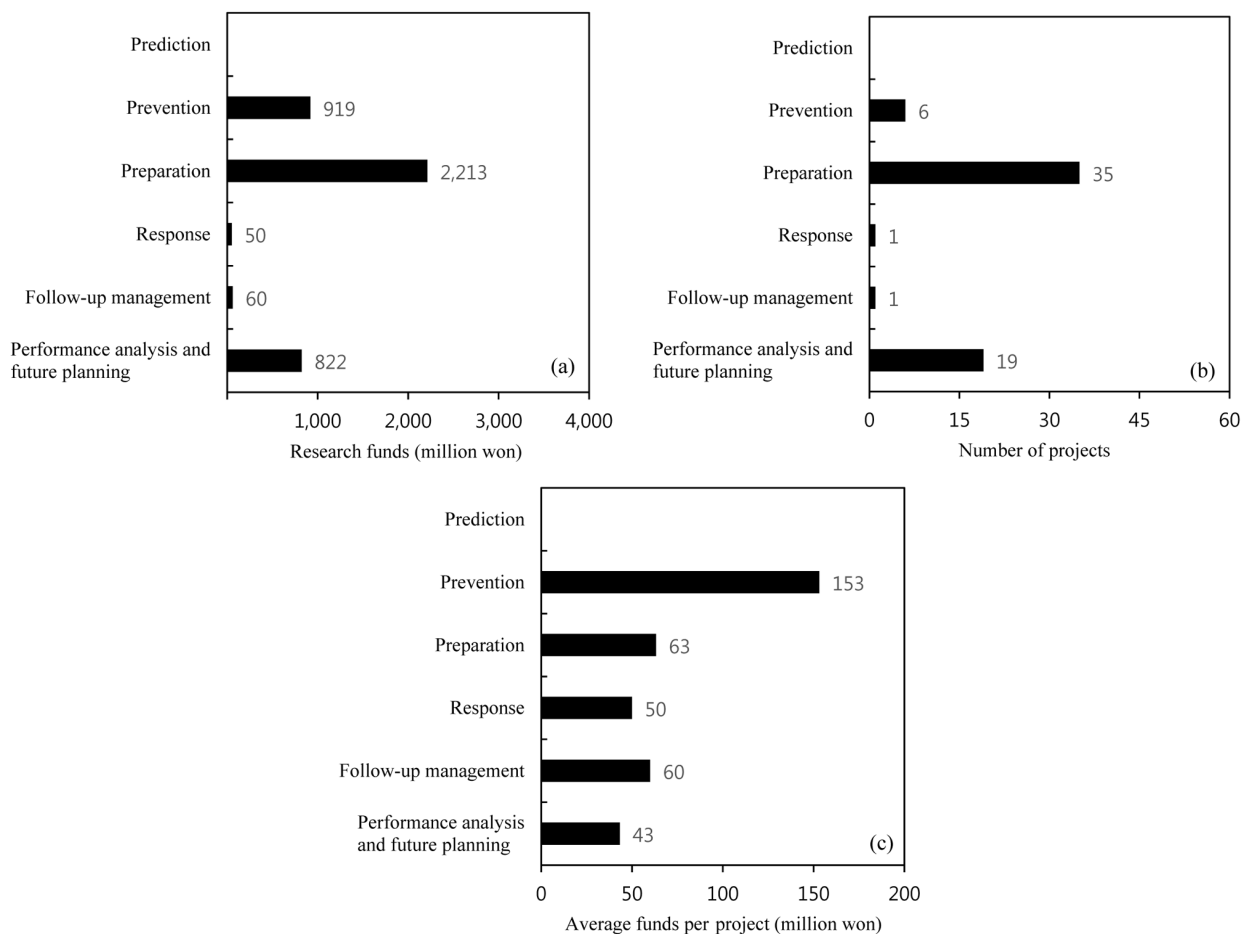 Prediction
Prevention
919
Preparation
2,213
Response
50
Follow-up management
60
Performance analysis and
future planning
822
(a)
1,000
2,000
3,000
4,000
Research funds (million won)
Prediction
Prevention
6
Preparation
35
Response
1
Follow-up management
1
Performance analysis and
future planning
19
(b)
0
15
30
45
60
Number of projects
Prediction
Prevention
153
Preparation
63
Response
50
Follow-up management
60
Performance analysis
and future planning
43
(c)
0
50
100
150
200
Average funds per project (million won)